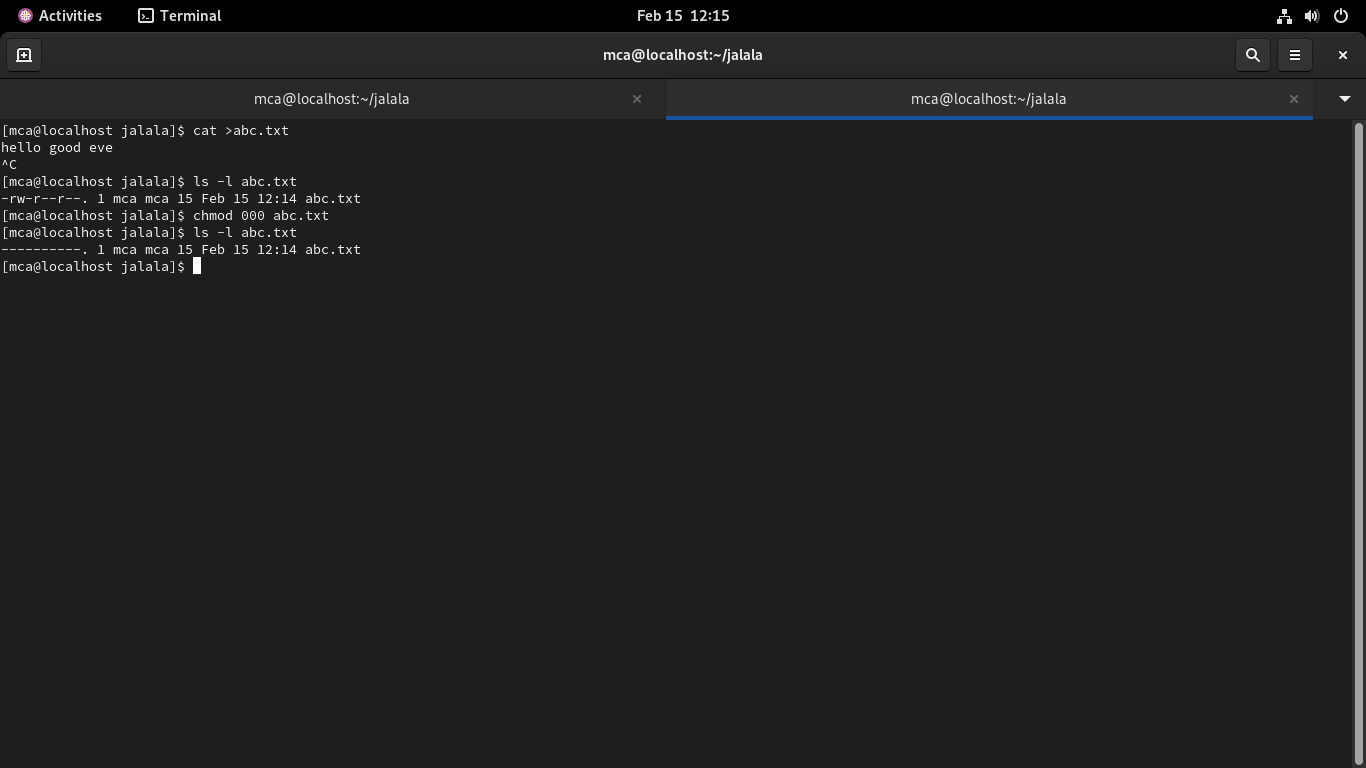 Activities Terminal Feb 15 12:15
mca@localhost:~/jalala
mca@localhost:~/jalala mca@localhost:~/jalala
[mca@localhost jalala]$ cat >abc.txt
hello good eve
^C
[mca@localhost jalala]$ ls -l abc.txt
-rw-r--r--. 1 mca mca 15 Feb 15 12:14 abc.txt
[mca@localhost jalala]$ chmod 000 abc.txt
[mca@localhost jalala]$ ls -l abc.txt
----------. 1 mca mca 15 Feb 15 12:14 abc.txt
[mca@localhost jalala]$